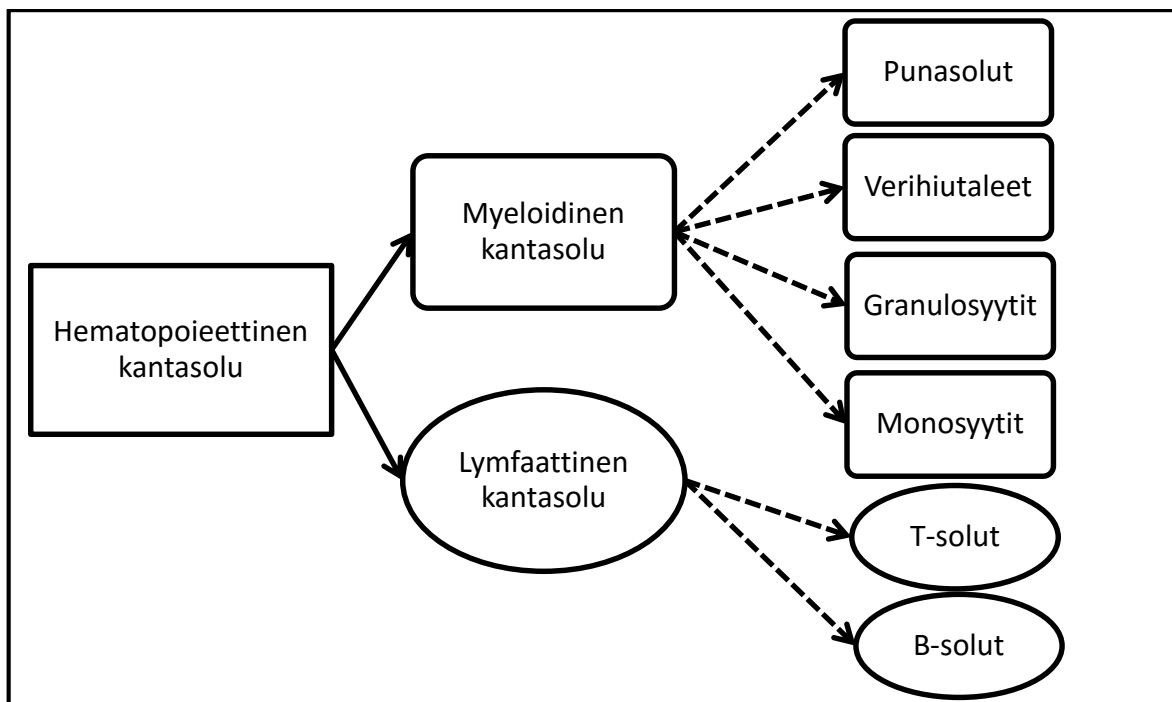 Hematopoieettinen
kantasolu
Myeloidinen
kantasolu
Lymfaattinen
kantasolu
Punasolut
Verihiutaleet
Granulosyytit
Monosyytit
T-solut
B-solut